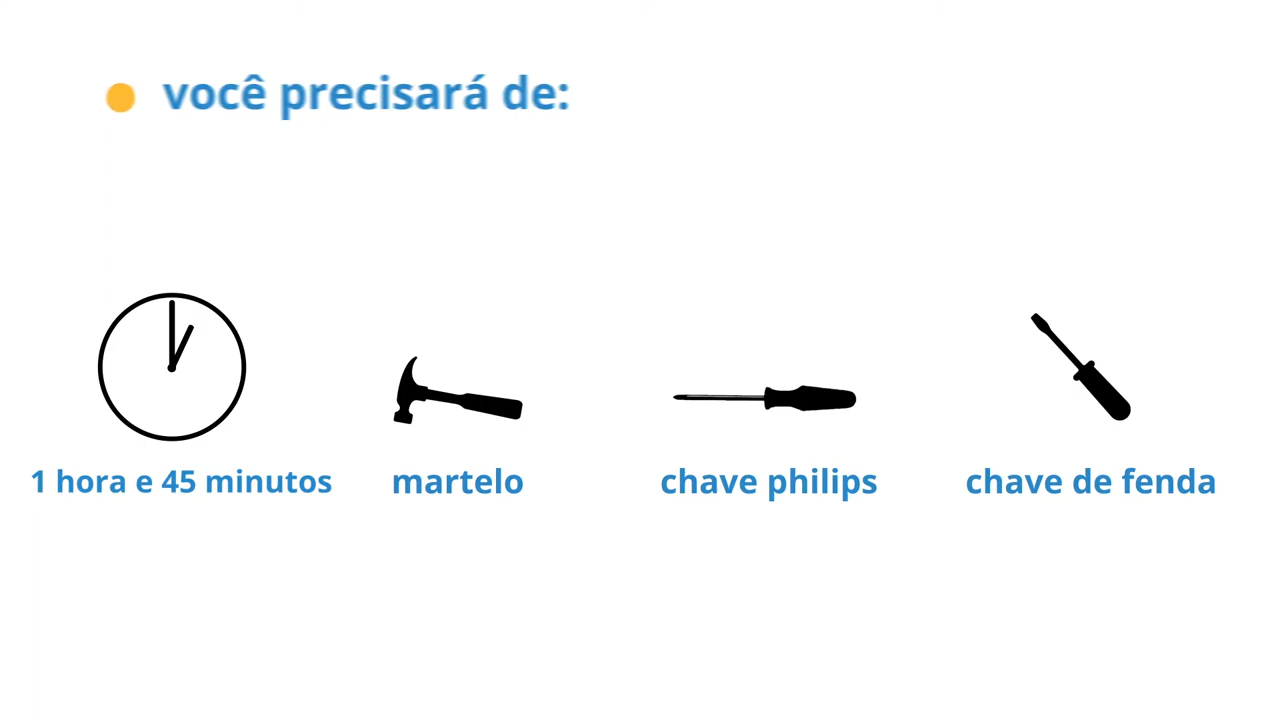 você precisará de:
1 hora e 45 minutos
martelo
chave philips
chave de fenda